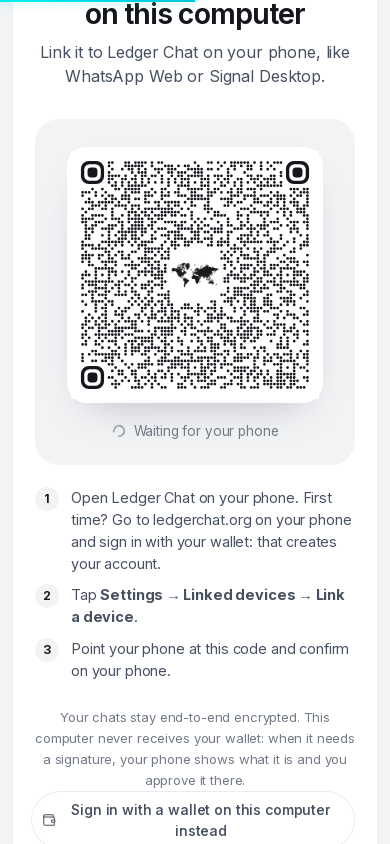 on this computer
Link it to Ledger Chat on your phone, like
WhatsApp Web or Signal Desktop.
Waiting for your phone
1 Open Ledger Chat on your phone. First
time? Go to ledgerchat.org on your phone
and sign in with your wallet: that creates
your account.
2 Tap Settings → Linked devices → Link
a device.
3 Point your phone at this code and confirm
on your phone.
Your chats stay end-to-end encrypted. This
computer never receives your wallet: when it needs
a signature, your phone shows what it is and you
approve it there.
Sign in with a wallet on this computer
instead